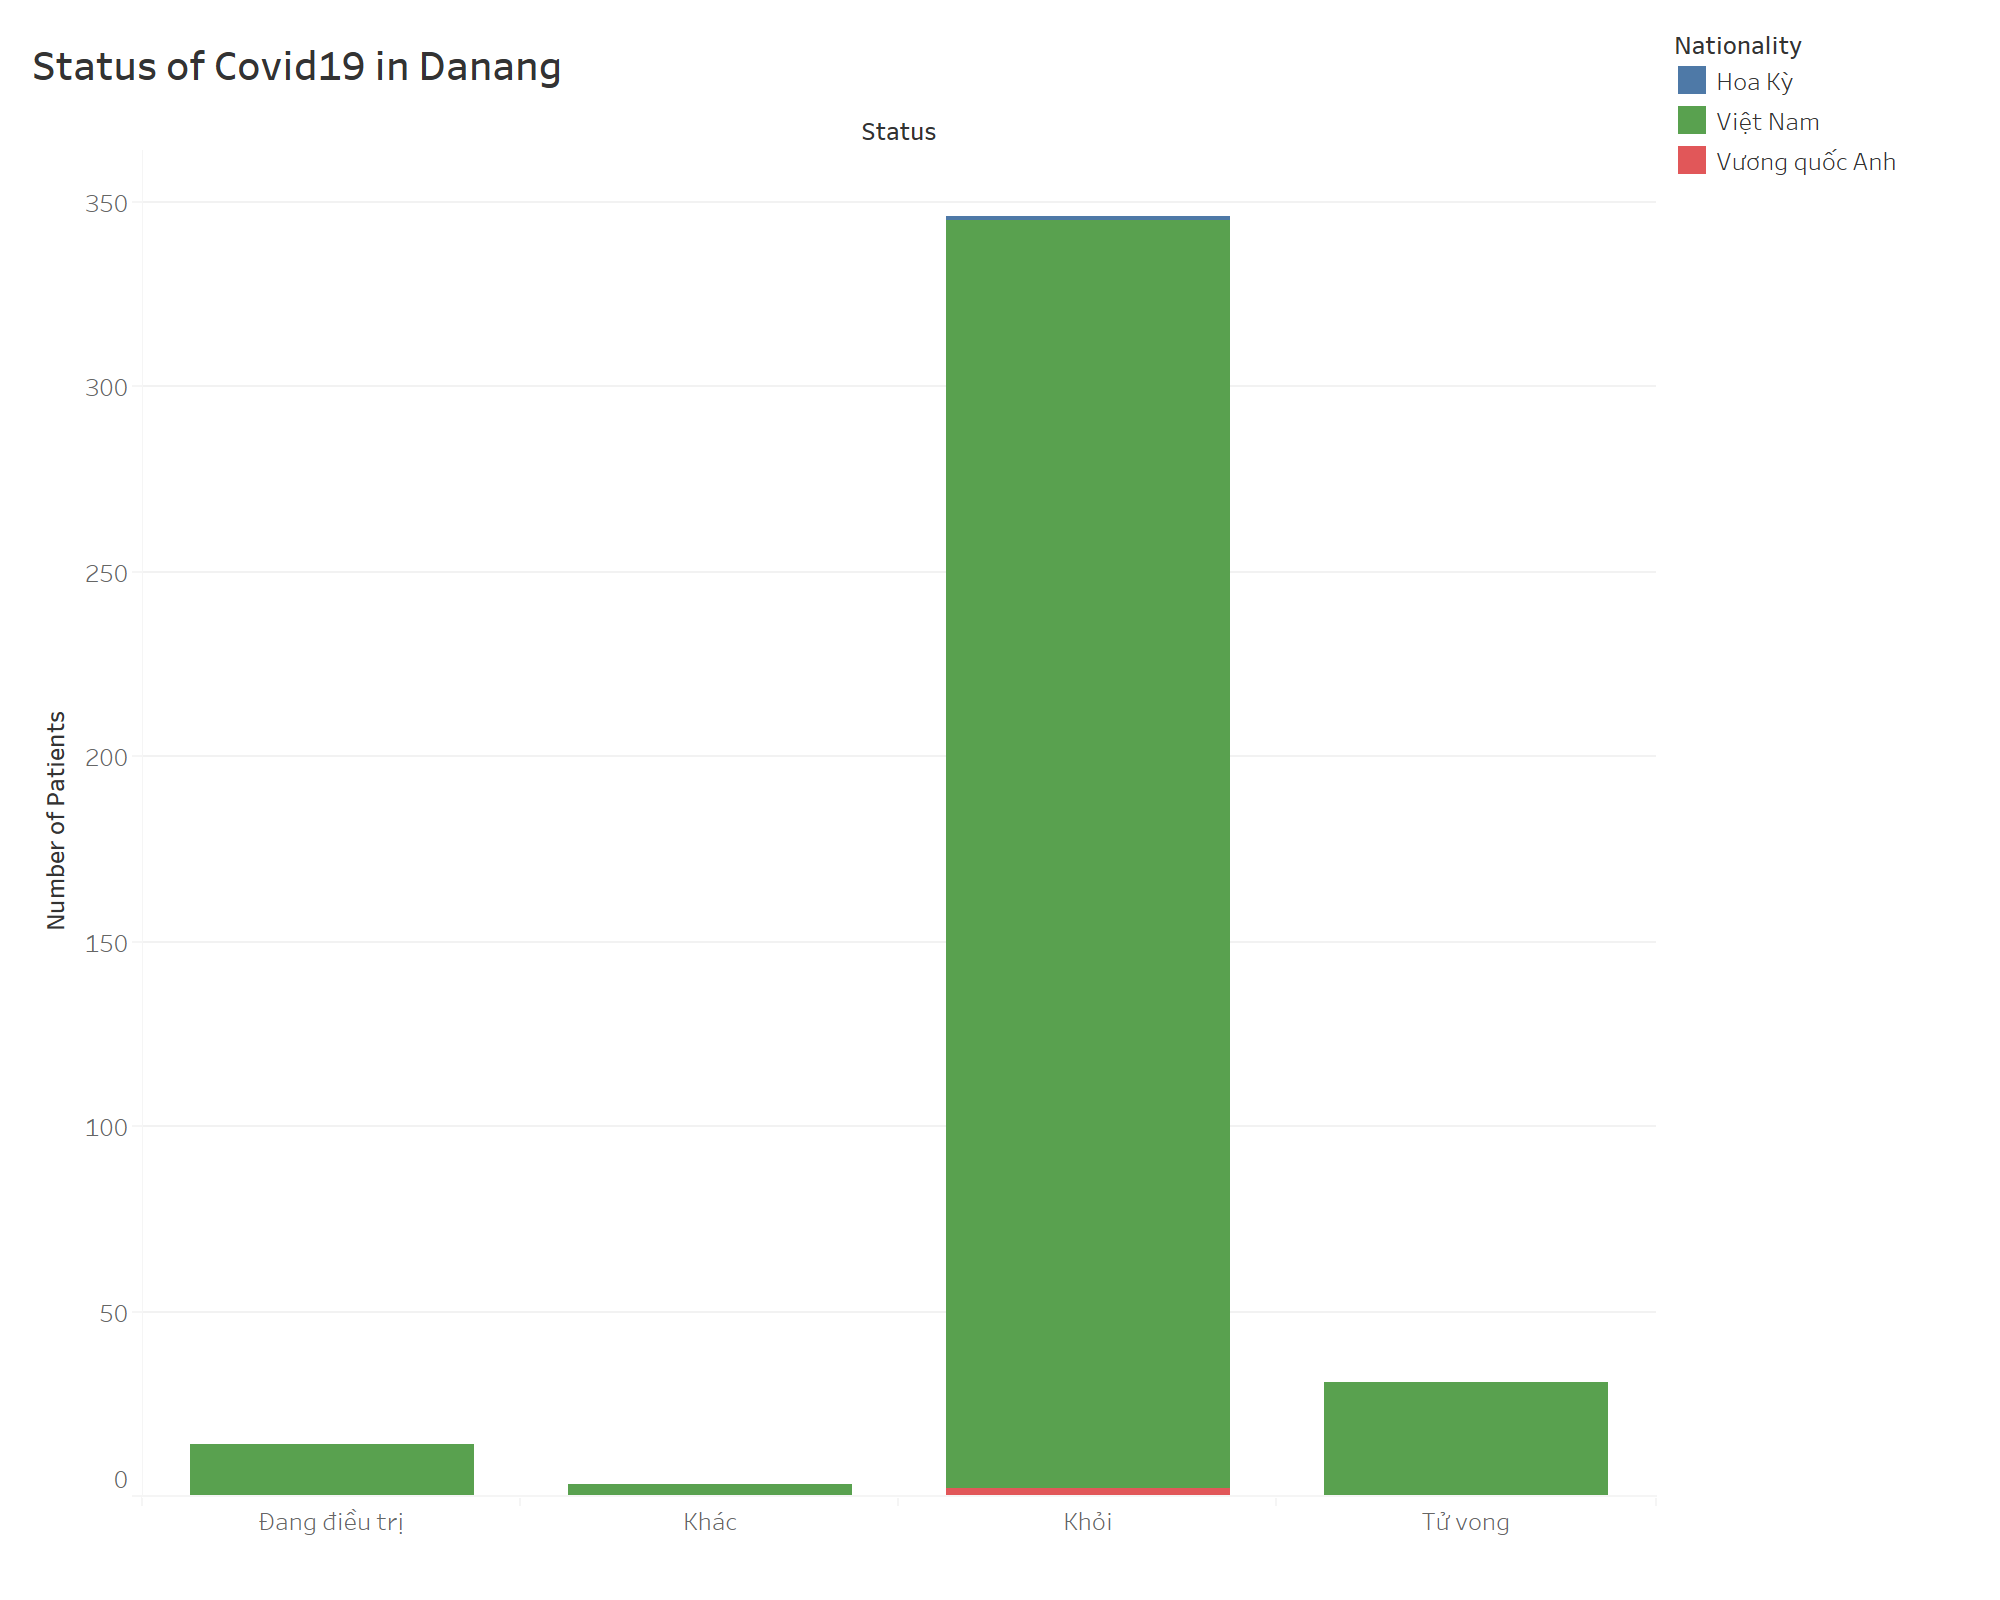 Status of Covid19 in Danang
Nationality
Hoa Kỳ
Việt Nam
Vương quốc Anh
Status
350
300
250
200
150
100
50
0
Number of Patients
Đang điều trị
Khác
Khỏi
Tử vong